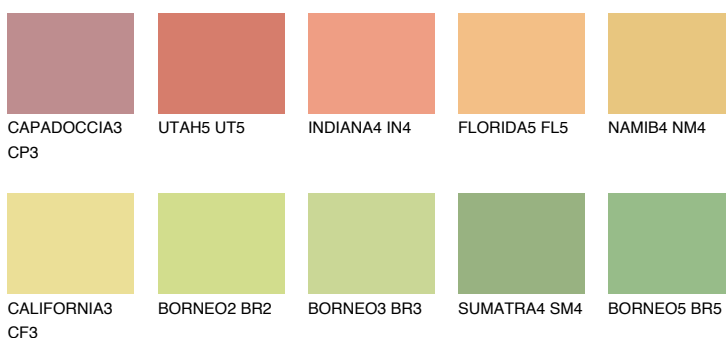 CAPADOCCIA3
CP3
UTAH5 UT5
INDIANA4 IN4
FLORIDA5 FL5
NAMIB4 NM4
CALIFORNIA3
CF3
BORNEO2 BR2
BORNEO3 BR3
SUMATRA4 SM4
BORNEO5 BR5